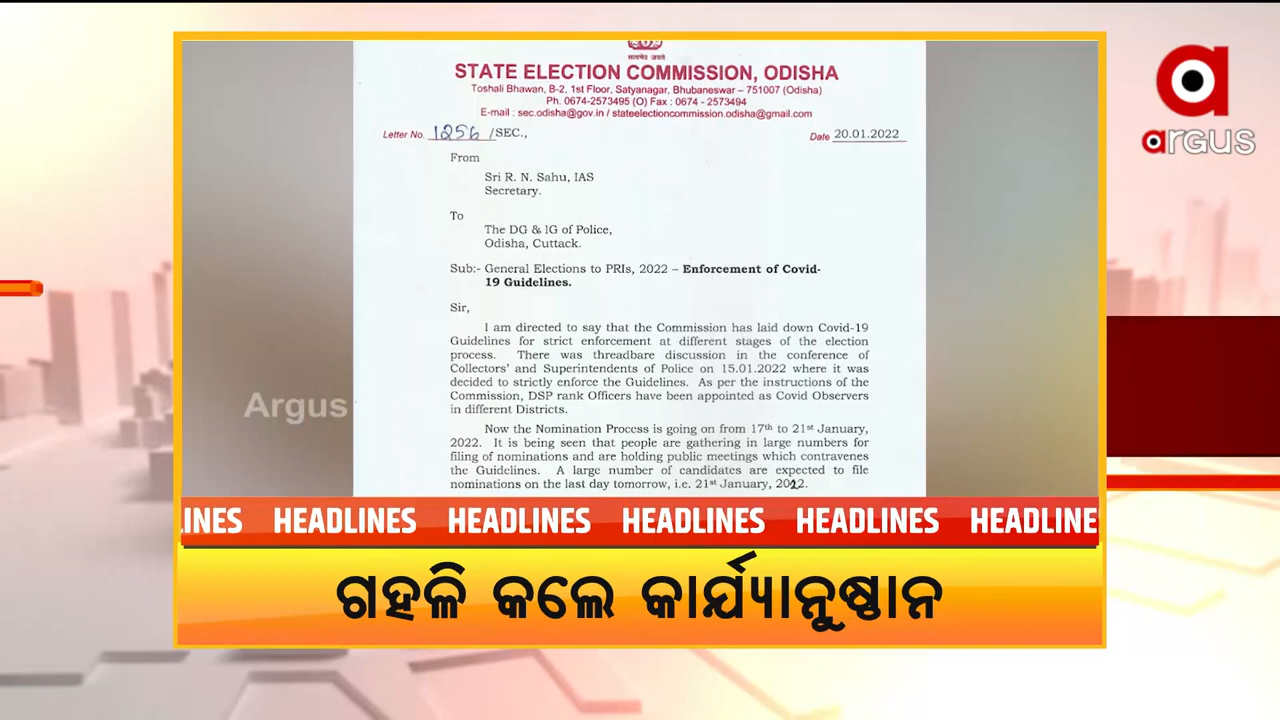 सत्यमेव जयते
STATE ELECTION COMMISSION, ODISHA
Toshali Bhawan, B-2, 1st Floor, Satyanagar, Bhubaneswar – 751007 (Odisha)
Ph. 0674-2573495 (O) Fax : 0674 - 2573494
E-mail : sec.odisha@gov.in / stateelectioncommission.odisha@gmail.com
Letter No. 1256 /SEC., Date 20.01.2022
From
Sri R. N. Sahu, IAS
Secretary.
To
The DG & IG of Police,
Odisha, Cuttack.
Sub:- General Elections to PRIs, 2022 – Enforcement of Covid-
19 Guidelines.
Sir,
I am directed to say that the Commission has laid down Covid-19
Guidelines for strict enforcement at different stages of the election
process. There was threadbare discussion in the conference of
Collectors' and Superintendents of Police on 15.01.2022 where it was
decided to strictly enforce the Guidelines. As per the instructions of the
Commission, DSP rank Officers have been appointed as Covid Observers
in different Districts.
Now the Nomination Process is going on from 17th to 21st January,
2022. It is being seen that people are gathering in large numbers for
filing of nominations and are holding public meetings which contravenes
the Guidelines. A large number of candidates are expected to file
nominations on the last day tomorrow, i.e. 21st January, 2022.
Argus
argus
LINES HEADLINES HEADLINES HEADLINES HEADLINES HEADLINE
ଗହଳି କଲେ କାର୍ଯ୍ୟାନୁଷ୍ଠାନ